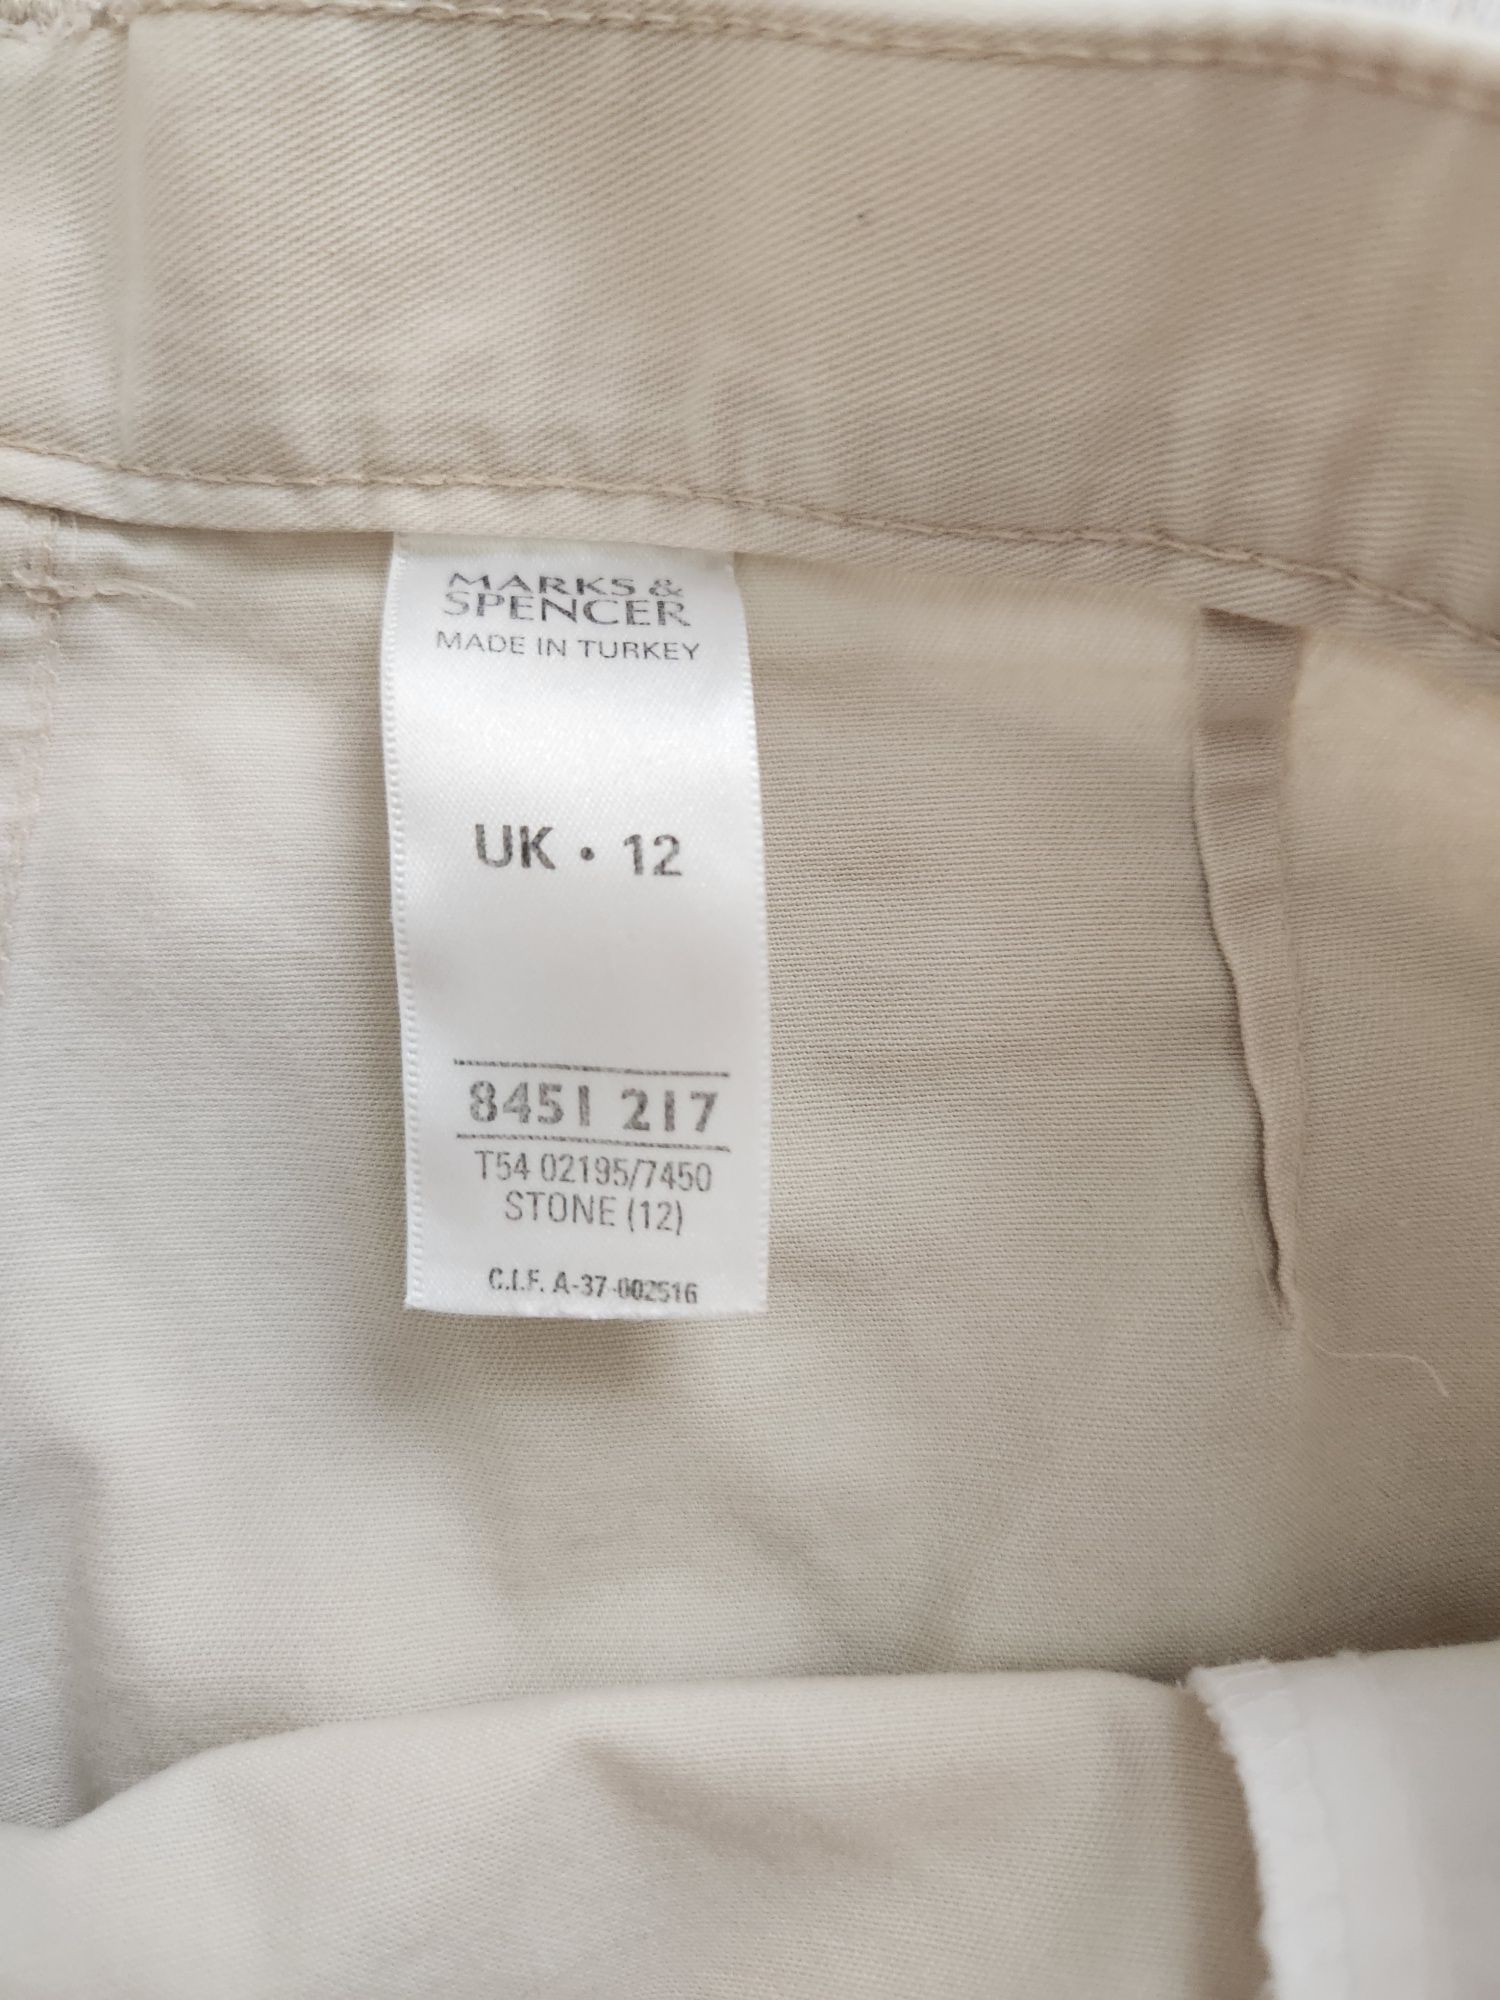 MARKS &
SPENCER
MADE IN TURKEY
UK • 12
8451 217
T54 02195/7450
STONE (12)
C.I.F. A-37-002516